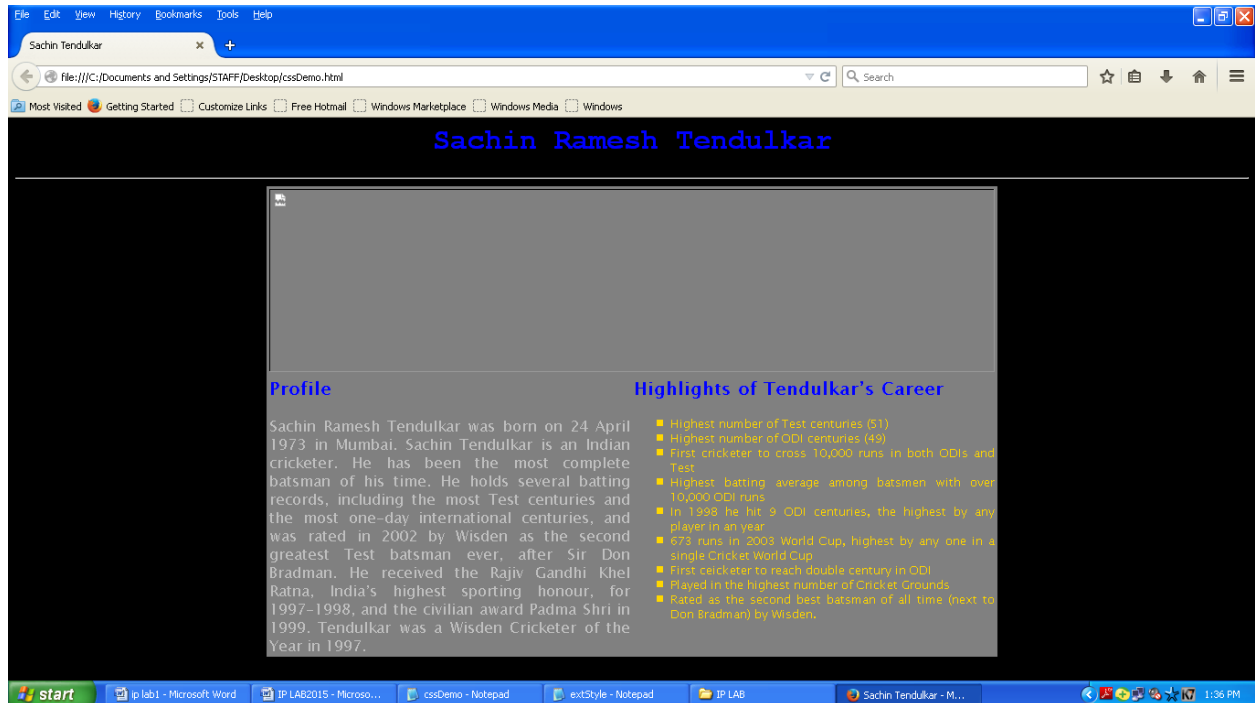 File Edit View History Bookmarks Tools Help
Sachin Tendulkar
file:///C:/Documents and Settings/STAFF/Desktop/cssDemo.html
Search
Most Visited Getting Started Customize Links Free Hotmail Windows Marketplace Windows Media Windows
Sachin Ramesh Tendulkar
Profile
Sachin Ramesh Tendulkar was born on 24 April
1973 in Mumbai. Sachin Tendulkar is an Indian
cricketer. He has been the most complete
batsman of his time. He holds several batting
records, including the most Test centuries and
the most one-day international centuries, and
was rated in 2002 by Wisden as the second
greatest Test batsman ever, after Sir Don
Bradman. He received the Rajiv Gandhi Khel
Ratna, India's highest sporting honour, for
1997-1998, and the civilian award Padma Shri in
1999. Tendulkar was a Wisden Cricketer of the
Year in 1997.
Highlights of Tendulkar's Career
Highest number of Test centuries (51)
Highest number of ODI centuries (49)
First cricketer to cross 10,000 runs in both ODIs and
Test
Highest batting average among batsmen with over
10,000 ODI runs
In 1998 he hit 9 ODI centuries, the highest by any
player in an year
673 runs in 2003 World Cup, highest by any one in a
single Cricket World Cup
First ceicketer to reach double century in ODI
Played in the highest number of Cricket Grounds
Rated as the second best batsman of all time (next to
Don Bradman) by Wisden.
start ip lab1 - Microsoft Word IP LAB2015 - Microso... cssDemo - Notepad extStyle - Notepad IP LAB Sachin Tendulkar - M... 1:36 PM